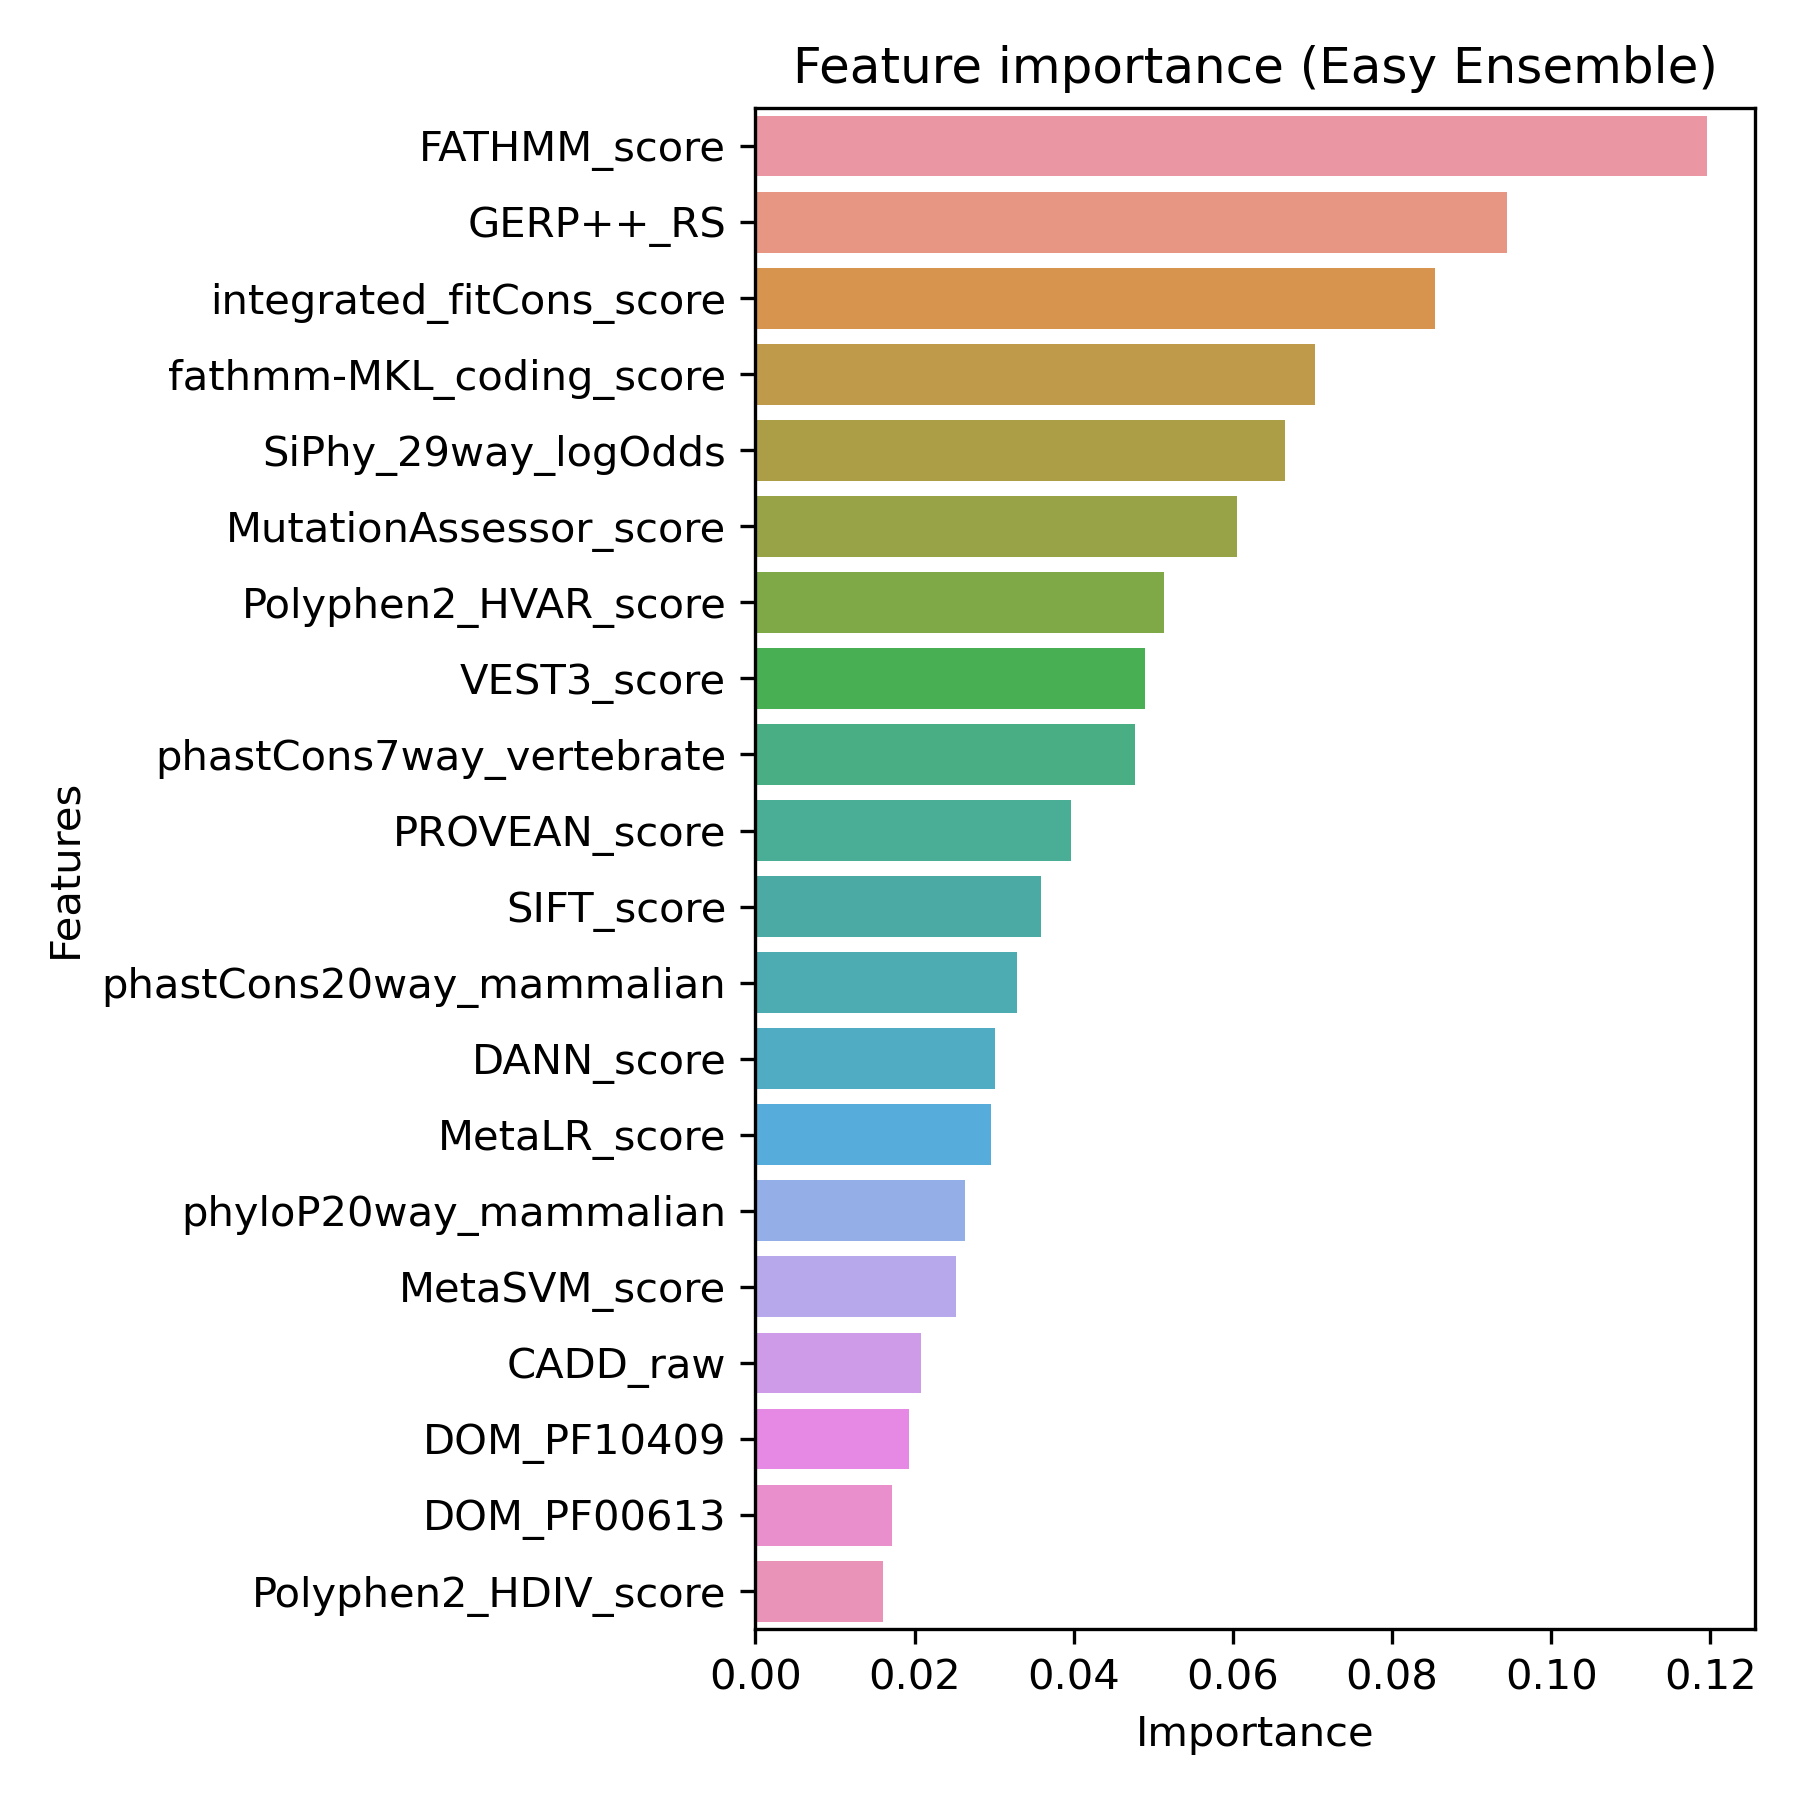 Feature importance (Easy Ensemble)
FATHMM_score
GERP++_RS
integrated_fitCons_score
fathmm-MKL_coding_score
SiPhy_29way_logOdds
MutationAssessor_score
Polyphen2_HVAR_score
VEST3_score
phastCons7way_vertebrate
PROVEAN_score
SIFT_score
phastCons20way_mammalian
DANN_score
MetaLR_score
phyloP20way_mammalian
MetaSVM_score
CADD_raw
DOM_PF10409
DOM_PF00613
Polyphen2_HDIV_score
Features
0.00 0.02 0.04 0.06 0.08 0.10 0.12
Importance